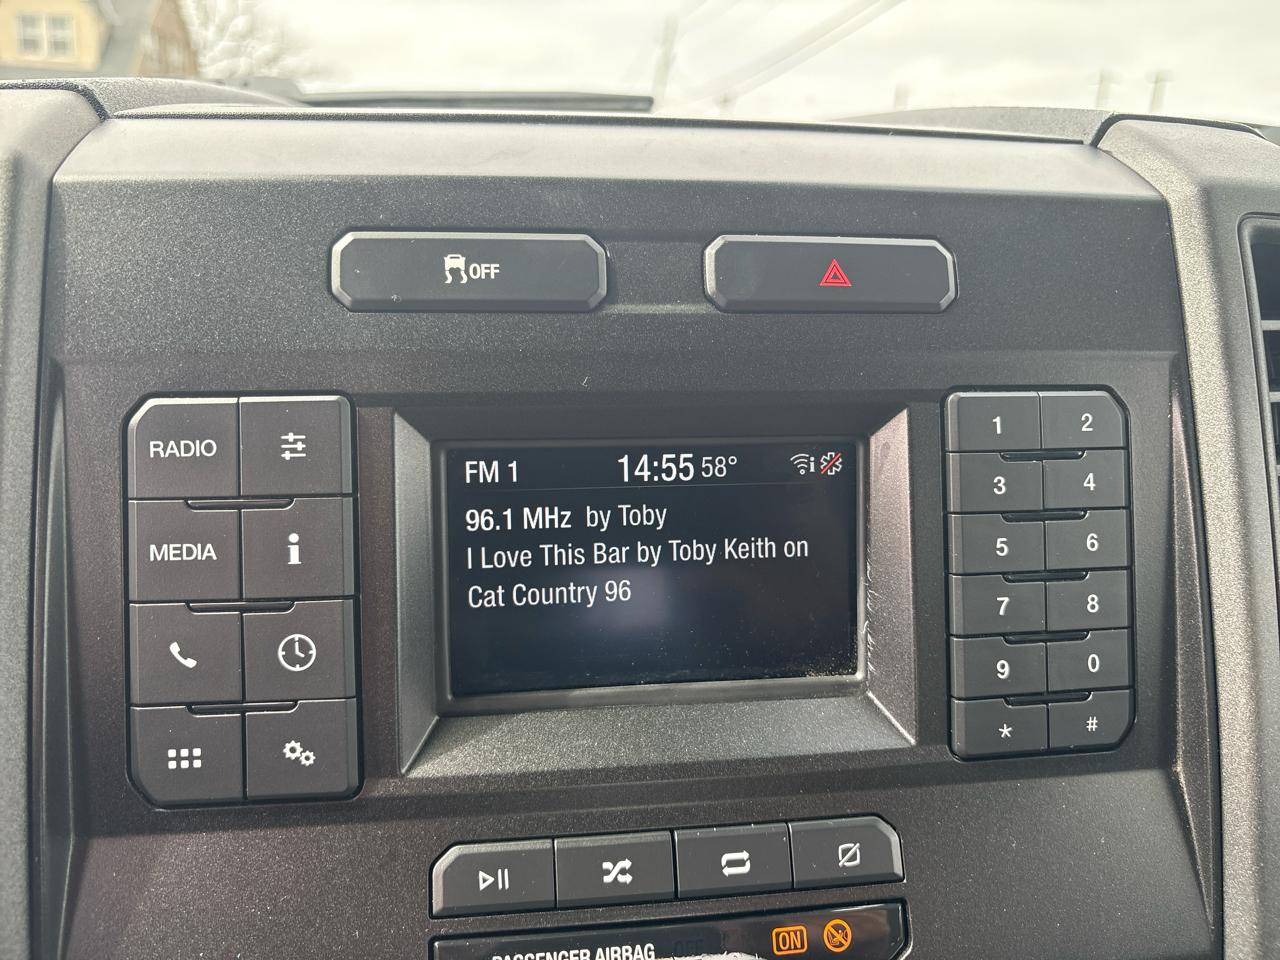 OFF
RADIO
MEDIA
FM 1 14:55 58°
96.1 MHz by Toby
I Love This Bar by Toby Keith on
Cat Country 96
1 2
3 4
5 6
7 8
9 0
* #
PASSENGER AIRBAG OFF ON